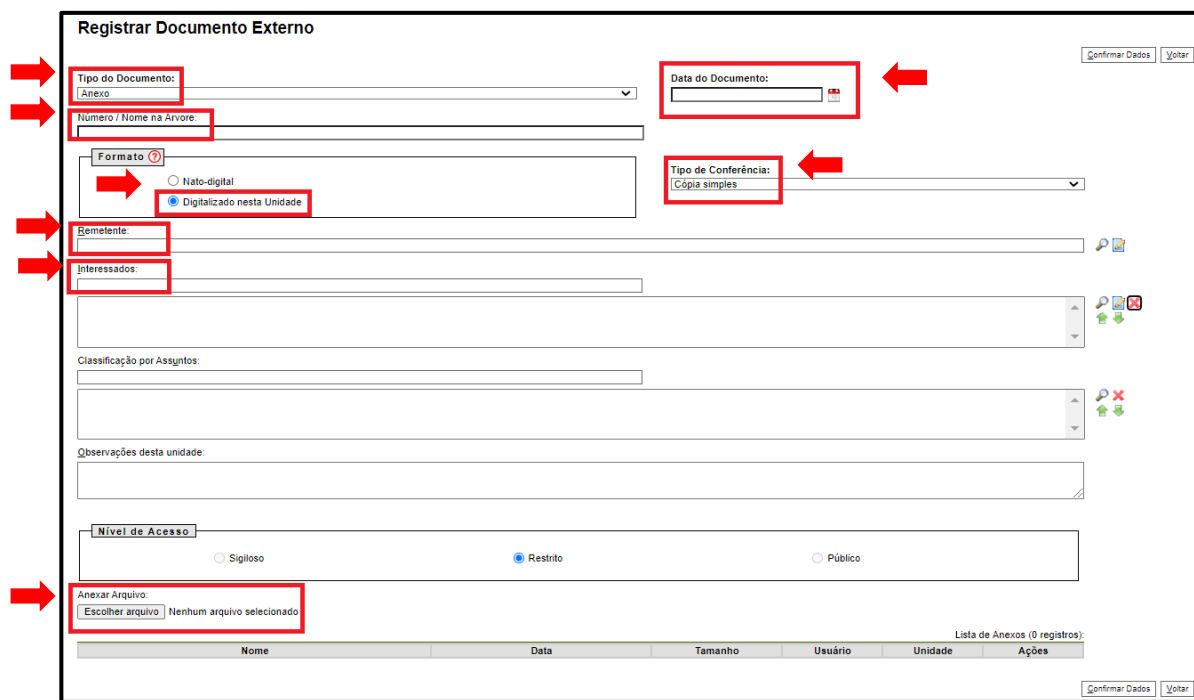 Registrar Documento Externo
Confirmar Dados Voltar
Tipo do Documento: Data do Documento:
Anexo
Número / Nome na Árvore:
Formato ?
Nato-digital
Tipo de Conferência:
Cópia simples
Digitalizado nesta Unidade
Remetente:
Interessados:
Classificação por Assuntos:
Observações desta unidade:
Nível de Acesso
Sigiloso Restrito Público
Anexar Arquivo:
Escolher arquivo Nenhum arquivo selecionado
Lista de Anexos (0 registros):
Nome Data Tamanho Usuário Unidade Ações
Confirmar Dados Voltar